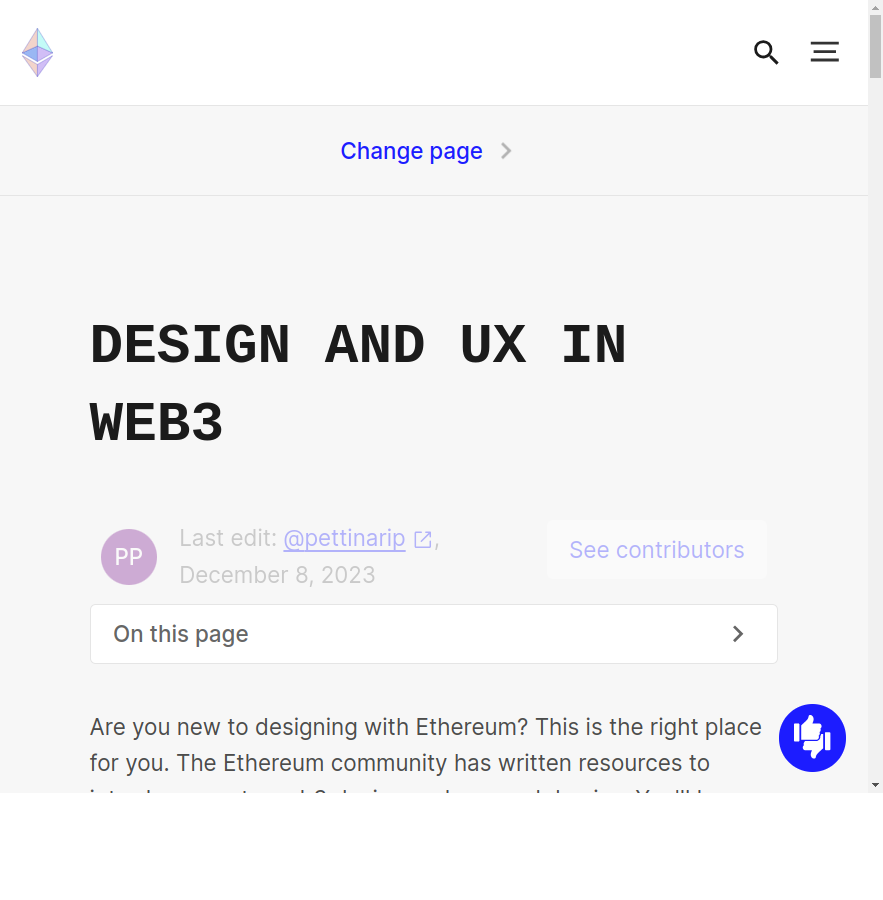 Change page
DESIGN AND UX IN
WEB3
PP
Last edit: @pettinarip,
December 8, 2023
See contributors
On this page
Are you new to designing with Ethereum? This is the right place
for you. The Ethereum community has written resources to